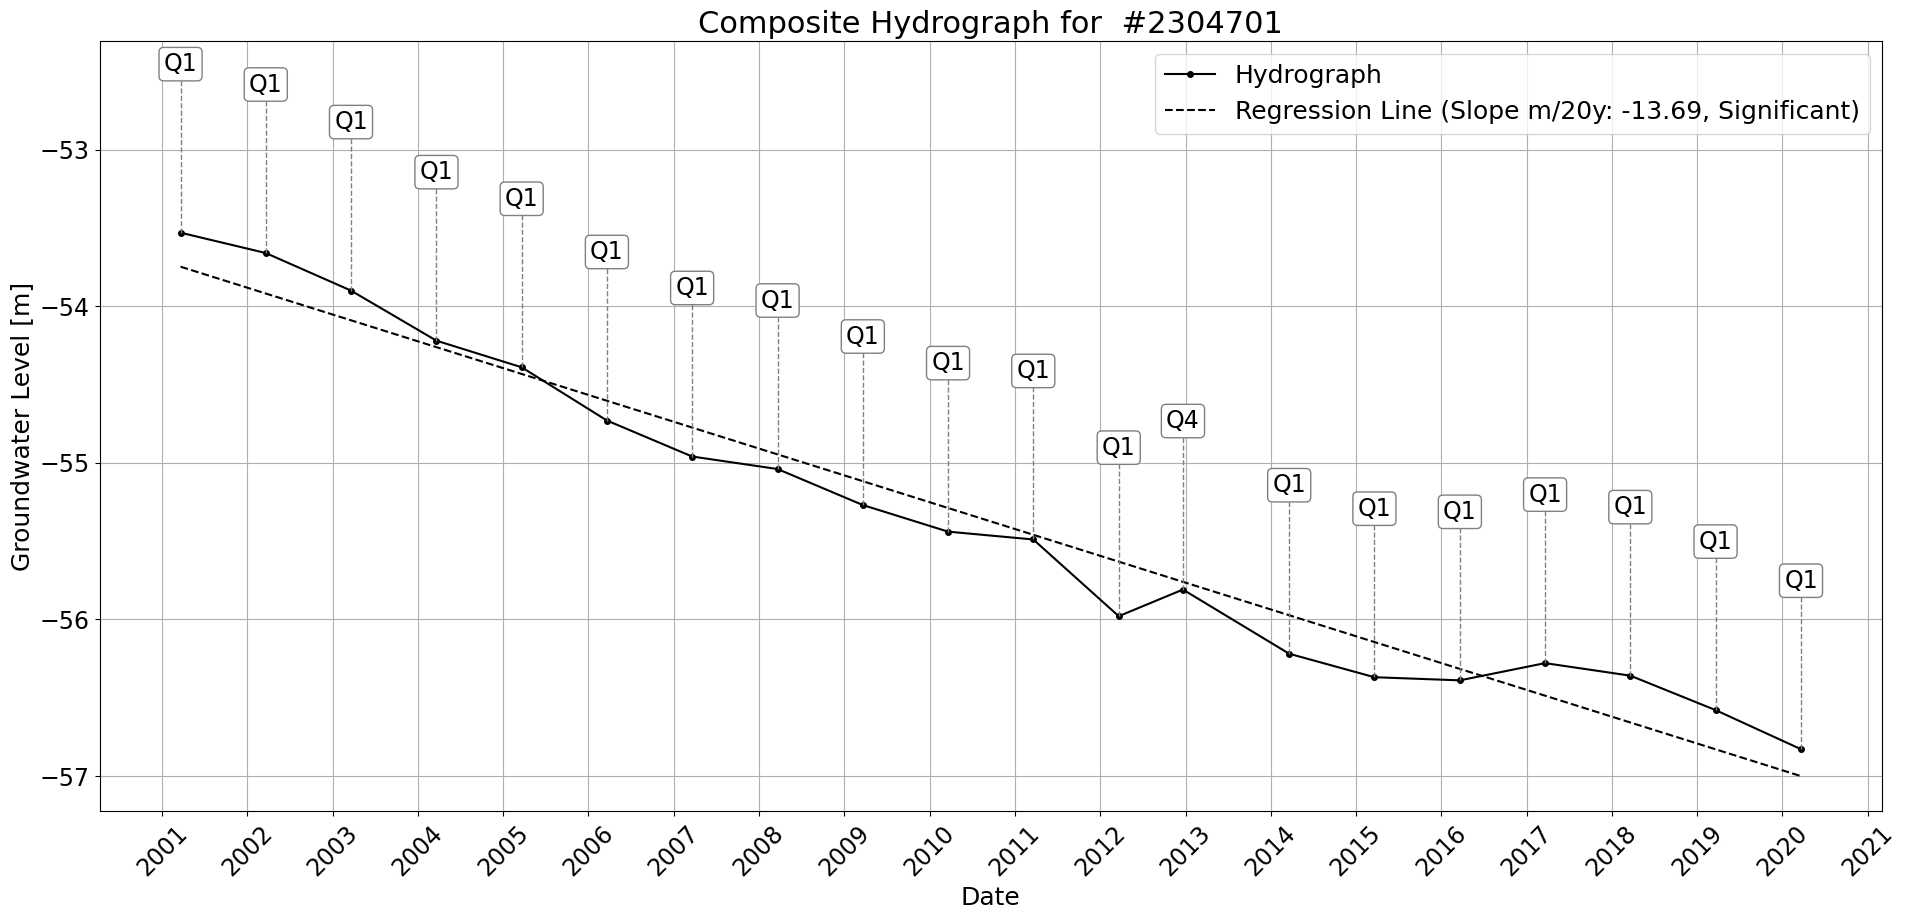 Composite Hydrograph for  #2304701
Hydrograph
Regression Line (Slope m/20y: -13.69, Significant)
Q1
Q1
Q1
Q1
Q1
Q1
Q1
Q1
Q1
Q1
Q1
Q1
Q4
Q1
Q1
Q1
Q1
Q1
Q1
Q1
Groundwater Level [m]
−53
−54
−55
−56
−57
2001
2002
2003
2004
2005
2006
2007
2008
2009
2010
2011
2012
2013
2014
2015
2016
2017
2018
2019
2020
2021
Date